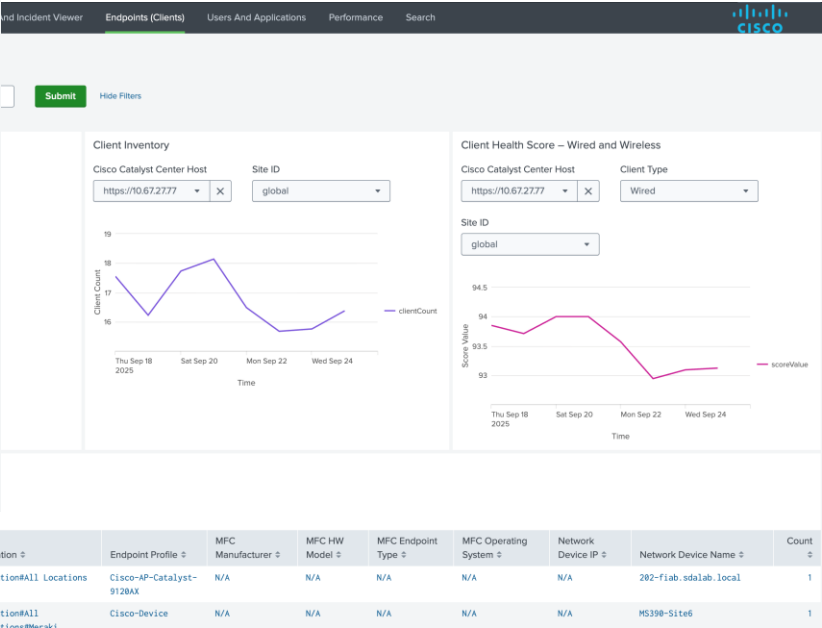 And Incident Viewer Endpoints (Clients) Users And Applications Performance Search
CISCO
Submit Hide Filters
Client Inventory
Cisco Catalyst Center Host Site ID
https://10.67.27.77 global
19
18
17
16
Client Count
clientCount
Thu Sep 18 Sat Sep 20 Mon Sep 22 Wed Sep 24
2025
Time
Client Health Score – Wired and Wireless
Cisco Catalyst Center Host Client Type
https://10.67.27.77 Wired
Site ID
global
94.5
94
93.5
93
Score Value
scoreValue
Thu Sep 18 Sat Sep 20 Mon Sep 22 Wed Sep 24
2025
Time
tion Endpoint Profile MFC Manufacturer MFC HW Model MFC Endpoint Type MFC Operating System Network Device IP Network Device Name Count
tion#All Locations Cisco-AP-Catalyst-9120AX N/A N/A N/A N/A N/A 202-fiab.sdalab.local 1
tion#All Cisco-Device N/A N/A N/A N/A N/A MS390-Site6 1
tions#Meraki